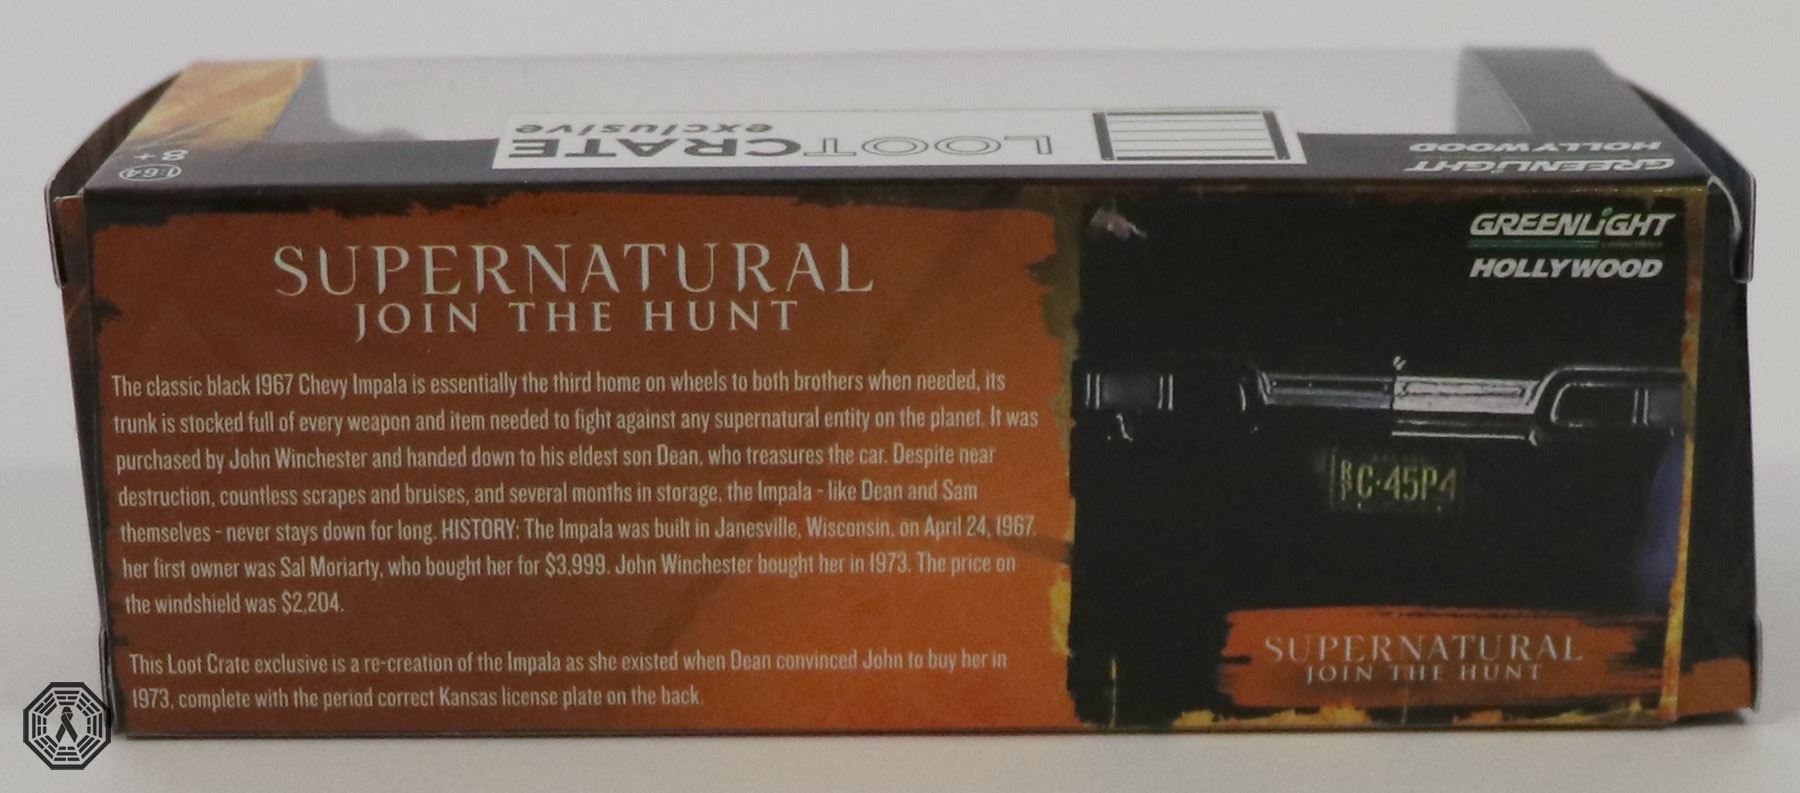 LOOTCRATE
exclusive
GREENLiGHT
HOLLYWOOD
8+
1:64
SUPERNATURAL
JOIN THE HUNT
The classic black 1967 Chevy Impala is essentially the third home on wheels to both brothers when needed, its
trunk is stocked full of every weapon and item needed to fight against any supernatural entity on the planet. It was
purchased by John Winchester and handed down to his eldest son Dean, who treasures the car. Despite near
destruction, countless scrapes and bruises, and several months in storage, the Impala - like Dean and Sam
themselves - never stays down for long. HISTORY: The Impala was built in Janesville, Wisconsin, on April 24, 1967.
her first owner was Sal Moriarty, who bought her for $3,999. John Winchester bought her in 1973. The price on
the windshield was $2,204.
This Loot Crate exclusive is a re-creation of the Impala as she existed when Dean convinced John to buy her in
1973, complete with the period correct Kansas license plate on the back.
GREENLiGHT
collectibles
HOLLYWOOD
C·45P4
SUPERNATURAL
JOIN THE HUNT